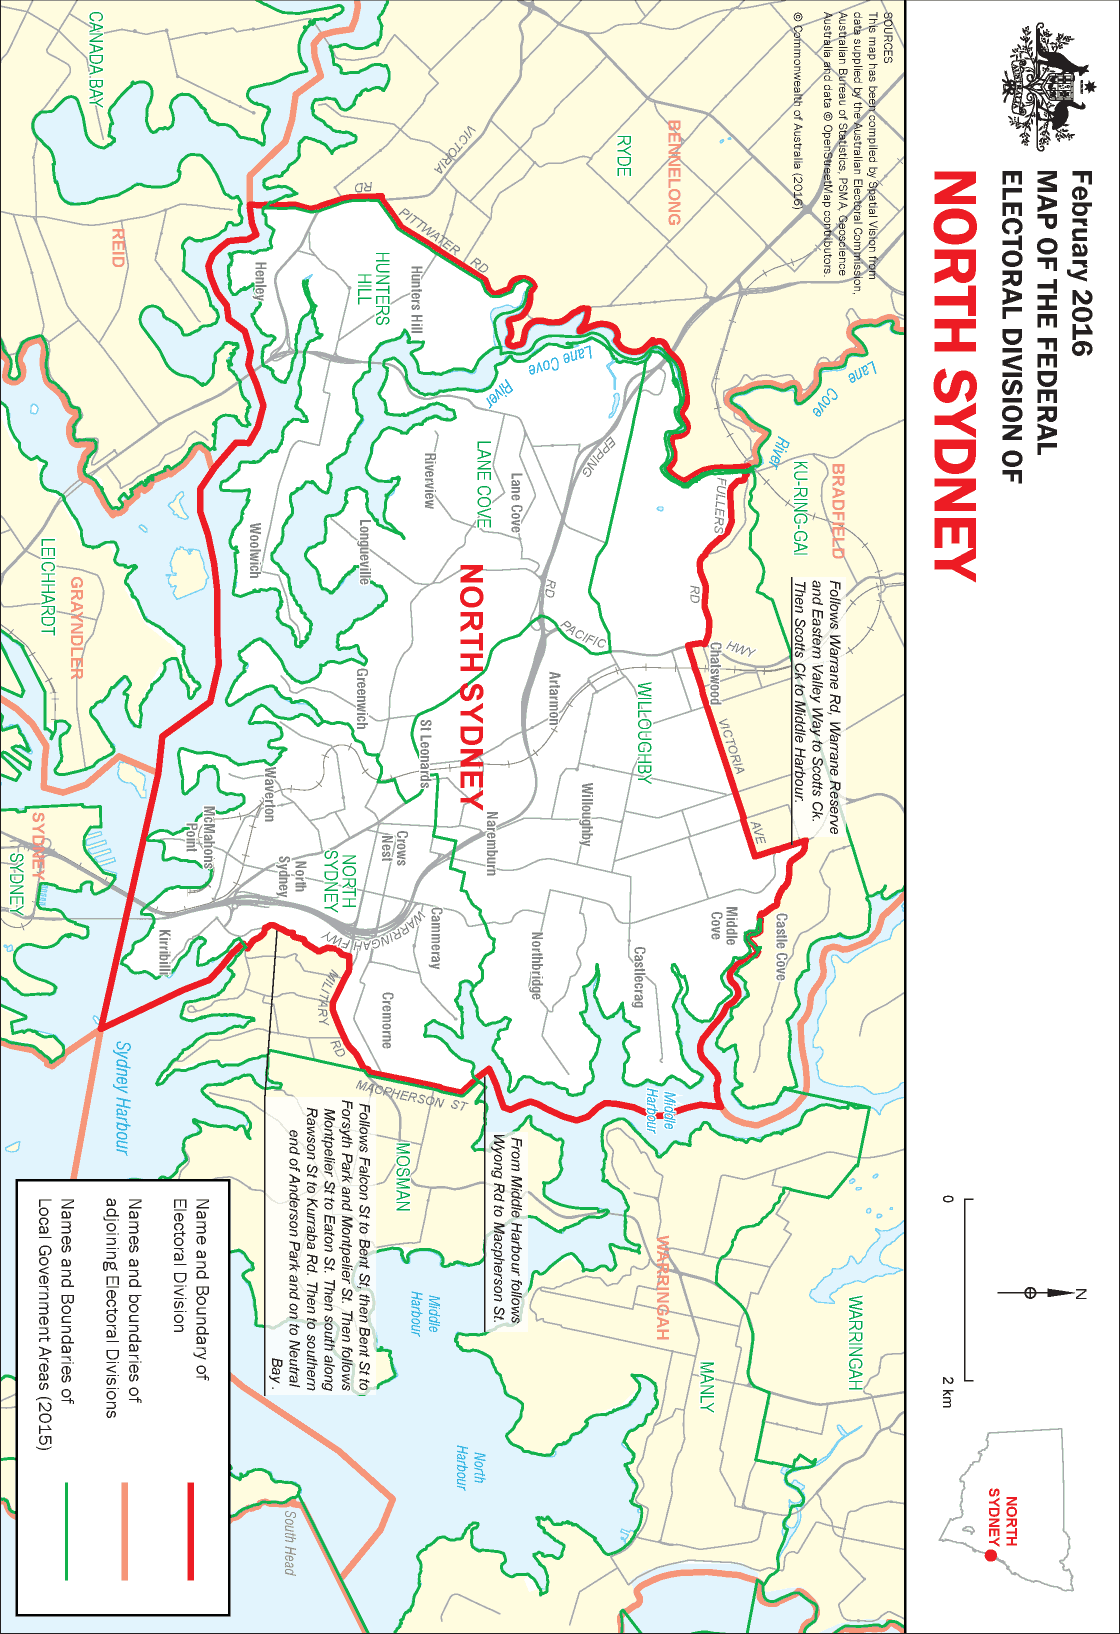 February 2016
MAP OF THE FEDERAL
ELECTORAL DIVISION OF
NORTH SYDNEY
0
2 km
N
NORTH
SYDNEY
SOURCES
This map has been compiled by Spatial Vision from
data supplied by the Australian Electoral Commission,
Australian Bureau of Statistics, PSMA, Geoscience
Australia and data © OpenStreetMap contributors.
© Commonwealth of Australia (2016)
BENNELONG
RYDE
VICTORIA
RD
PITTWATER
RD
CANADA BAY
REID
Henley
HUNTERS
HILL
Hunters Hill
Lane Cove
River
Lane
Cove
River
KU-RING-GAI
BRADFIELD
EPPING
RD
FULLERS
RD
LANE COVE
Lane Cove
Riverview
Longueville
Woolwich
LEICHHARDT
GRAYNDLER
NORTH SYDNEY
PACIFIC
HWY
Chatswood
VICTORIA
AVE
Follows Warrane Rd, Warrane Reserve
and Eastern Valley Way to Scotts Ck.
Then Scotts Ck to Middle Harbour.
Artarmon
WILLOUGHBY
Willoughby
Greenwich
St Leonards
Naremburn
Waverton
McMahons
Point
Crows
Nest
North
Sydney
NORTH
SYDNEY
WARRINGAH FWY
Cammeray
Northbridge
Castlecrag
Middle
Cove
Castle Cove
Kirribilli
SYDNEY
SYDNEY
MILITARY
RD
Cremorne
MACPHERSON ST
Middle
Harbour
Sydney Harbour
MOSMAN
From Middle Harbour follows
Wyong Rd to Macpherson St.
Follows Falcon St to Bent St, then Bent St to
Forsyth Park and Montpelier St. Then follows
Montpelier St to Eaton St. Then south along
Rawson St to Kurraba Rd. Then to southern
end of Anderson Park and on to Neutral
Bay .
WARRINGAH
WARRINGAH
MANLY
Middle
Harbour
North
Harbour
South Head
Name and Boundary of
Electoral Division
Names and boundaries of
adjoining Electoral Divisions
Names and Boundaries of
Local Government Areas (2015)